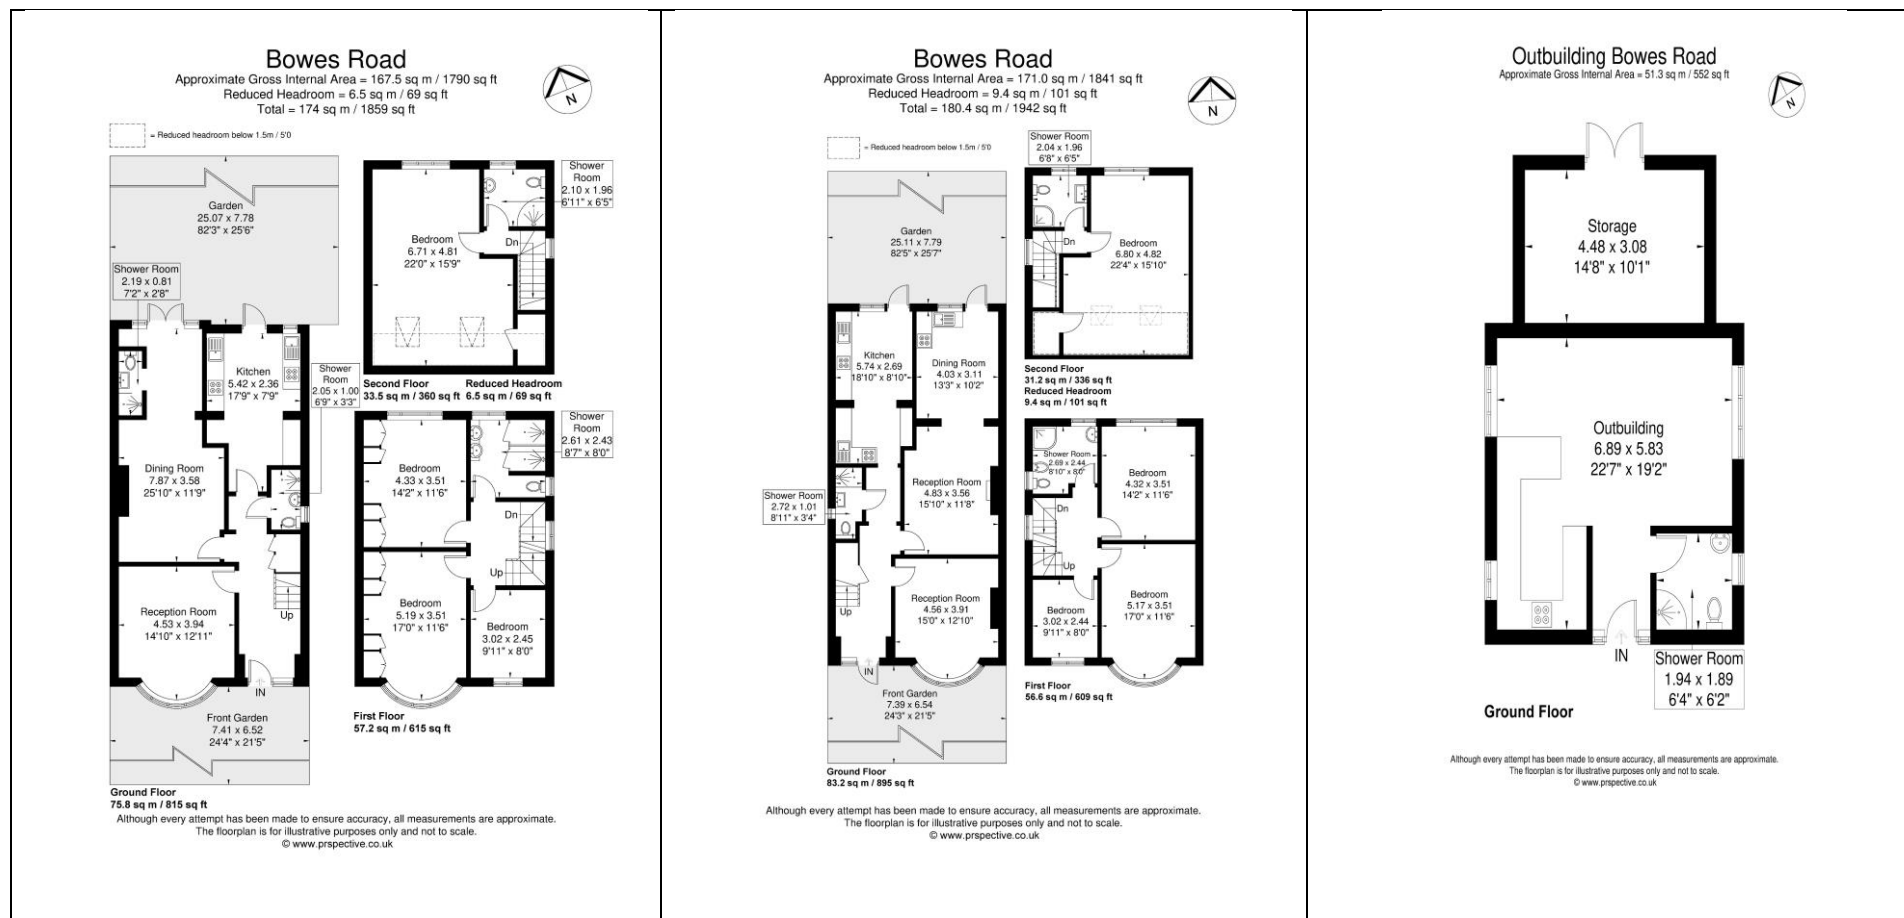 Bowes Road
Approximate Gross Internal Area = 167.5 sq m / 1790 sq ft
Reduced Headroom = 6.5 sq m / 69 sq ft
Total = 174 sq m / 1859 sq ft
N
= Reduced headroom below 1.5m / 5'0
Garden
25.07 x 7.78
82'3" x 25'6"
Shower Room
2.19 x 0.81
7'2" x 2'8"
Kitchen
5.42 x 2.36
17'9" x 7'9"
Shower
Room
2.05 x 1.00
6'9" x 3'3"
Dining Room
7.87 x 3.58
25'10" x 11'9"
Reception Room
4.53 x 3.94
14'10" x 12'11"
Up
IN
Front Garden
7.41 x 6.52
24'4" x 21'5"
Ground Floor
75.8 sq m / 815 sq ft
Shower
Room
2.10 x 1.96
6'11" x 6'5"
Bedroom
6.71 x 4.81
22'0" x 15'9"
Dn
Second Floor
33.5 sq m / 360 sq ft
Reduced Headroom
6.5 sq m / 69 sq ft
Shower
Room
2.61 x 2.43
8'7" x 8'0"
Bedroom
4.33 x 3.51
14'2" x 11'6"
Dn
Up
Bedroom
5.19 x 3.51
17'0" x 11'6"
Bedroom
3.02 x 2.45
9'11" x 8'0"
First Floor
57.2 sq m / 615 sq ft
Although every attempt has been made to ensure accuracy, all measurements are approximate.
The floorplan is for illustrative purposes only and not to scale.
© www.prspective.co.uk
Bowes Road
Approximate Gross Internal Area = 171.0 sq m / 1841 sq ft
Reduced Headroom = 9.4 sq m / 101 sq ft
Total = 180.4 sq m / 1942 sq ft
N
= Reduced headroom below 1.5m / 5'0
Garden
25.11 x 7.79
82'5" x 25'7"
Kitchen
5.74 x 2.69
18'10" x 8'10"
Dining Room
4.03 x 3.11
13'3" x 10'2"
Reception Room
4.83 x 3.56
15'10" x 11'8"
Shower Room
2.72 x 1.01
8'11" x 3'4"
Up
Reception Room
4.56 x 3.91
15'0" x 12'10"
IN
Front Garden
7.39 x 6.54
24'3" x 21'5"
Ground Floor
83.2 sq m / 895 sq ft
Shower Room
2.04 x 1.96
6'8" x 6'5"
Dn
Bedroom
6.80 x 4.82
22'4" x 15'10"
Second Floor
31.2 sq m / 336 sq ft
Reduced Headroom
9.4 sq m / 101 sq ft
Shower Room
2.69 x 2.44
8'10" x 8'0"
Bedroom
4.32 x 3.51
14'2" x 11'6"
Dn
Up
Bedroom
3.02 x 2.44
9'11" x 8'0"
Bedroom
5.17 x 3.51
17'0" x 11'6"
First Floor
56.6 sq m / 609 sq ft
Although every attempt has been made to ensure accuracy, all measurements are approximate.
The floorplan is for illustrative purposes only and not to scale.
© www.prspective.co.uk
Outbuilding Bowes Road
Approximate Gross Internal Area = 51.3 sq m / 552 sq ft
N
Storage
4.48 x 3.08
14'8" x 10'1"
Outbuilding
6.89 x 5.83
22'7" x 19'2"
IN
Shower Room
1.94 x 1.89
6'4" x 6'2"
Ground Floor
Although every attempt has been made to ensure accuracy, all measurements are approximate.
The floorplan is for illustrative purposes only and not to scale.
© www.prspective.co.uk